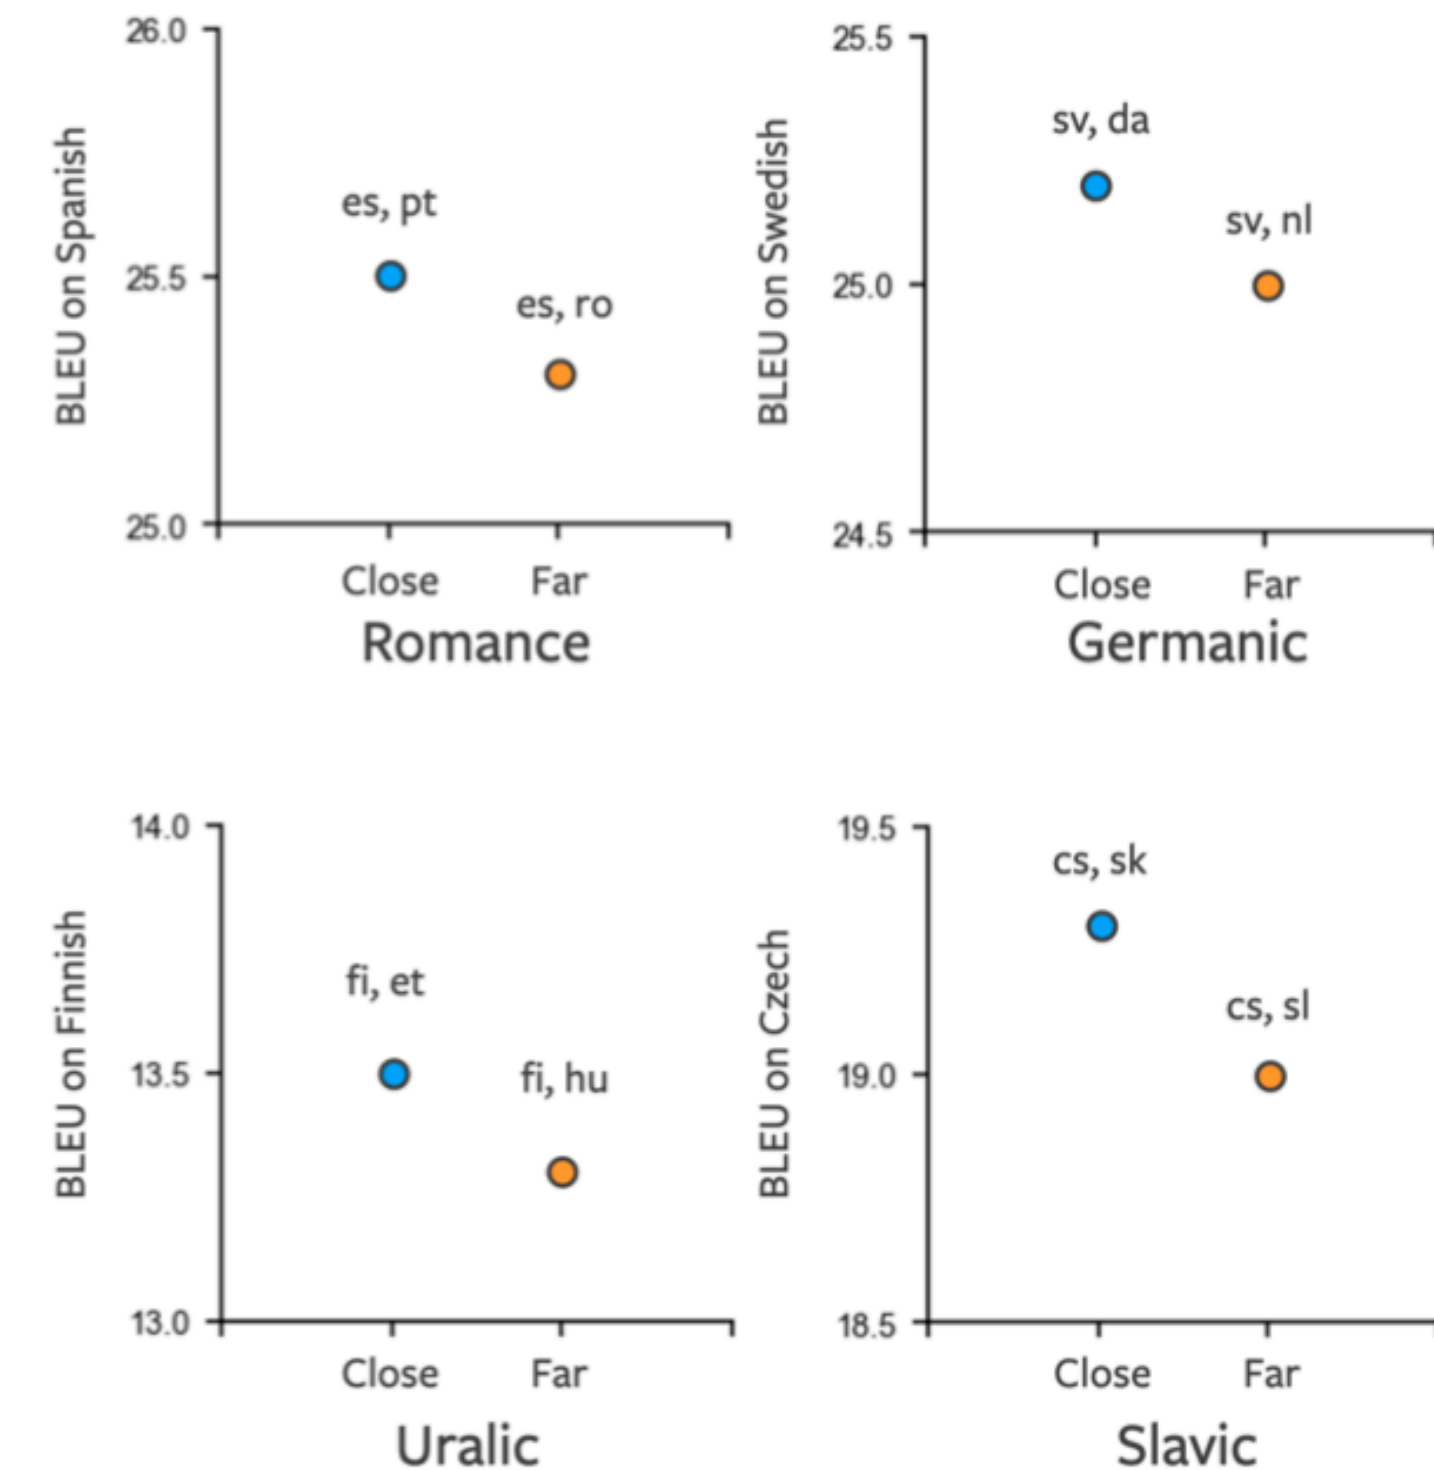 BLEU on Spanish
26.0
25.5
25.0
es, pt
es, ro
Close Far
Romance
BLEU on Swedish
25.5
25.0
24.5
sv, da
sv, nl
Close Far
Germanic
BLEU on Finnish
14.0
13.5
13.0
fi, et
fi, hu
Close Far
Uralic
BLEU on Czech
19.5
19.0
18.5
cs, sk
cs, sl
Close Far
Slavic